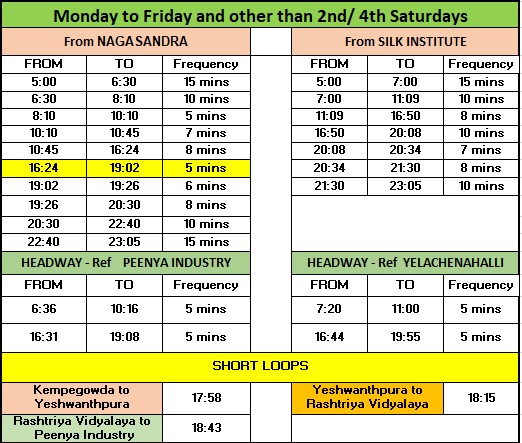 Monday to Friday and other than 2nd/ 4th Saturdays
From NAGASANDRA From SILK INSTITUTE
FROM TO Frequency FROM TO Frequency
5:00 6:30 15 mins 5:00 7:00 15 mins
6:30 8:10 10 mins 7:00 11:09 10 mins
8:10 10:10 5 mins 11:09 16:50 8 mins
10:10 10:45 7 mins 16:50 20:08 10 mins
10:45 16:24 8 mins 20:08 20:34 7 mins
16:24 19:02 5 mins 20:34 21:30 8 mins
19:02 19:26 6 mins 21:30 23:05 10 mins
19:26 20:30 8 mins
20:30 22:40 10 mins
22:40 23:05 15 mins
HEADWAY - Ref PEENYA INDUSTRY HEADWAY - Ref YELACHENAHALLI
FROM TO Frequency FROM TO Frequency
6:36 10:16 5 mins 7:20 11:00 5 mins
16:31 19:08 5 mins 16:44 19:55 5 mins
SHORT LOOPS
Kempegowda to
Yeshwanthpura 17:58
Yeshwanthpura to
Rashtriya Vidyalaya 18:15
Rashtriya Vidyalaya to
Peenya Industry 18:43